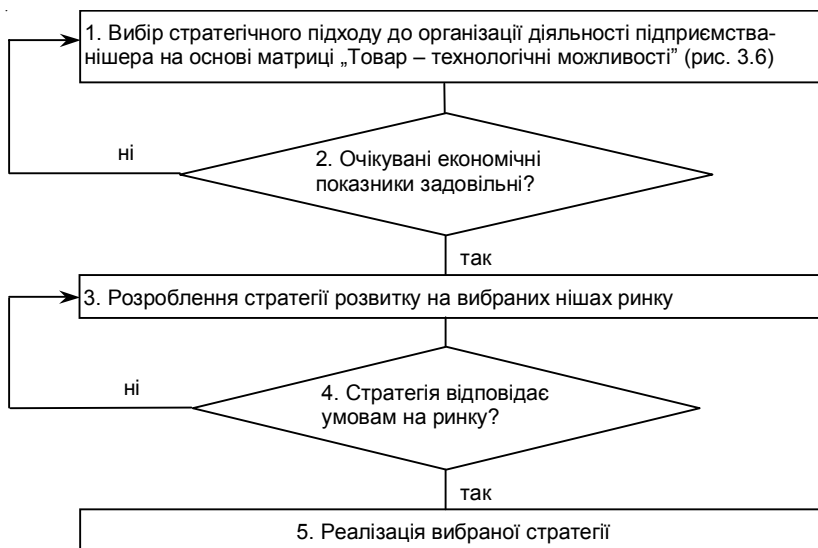 1. Вибір стратегічного підходу до організації діяльності підприємства-
нішера на основі матриці „Товар – технологічні можливості” (рис. 3.6)
ні
2. Очікувані економічні
показники задовільні?
так
3. Розроблення стратегії розвитку на вибраних нішах ринку
ні
4. Стратегія відповідає
умовам на ринку?
так
5. Реалізація вибраної стратегії